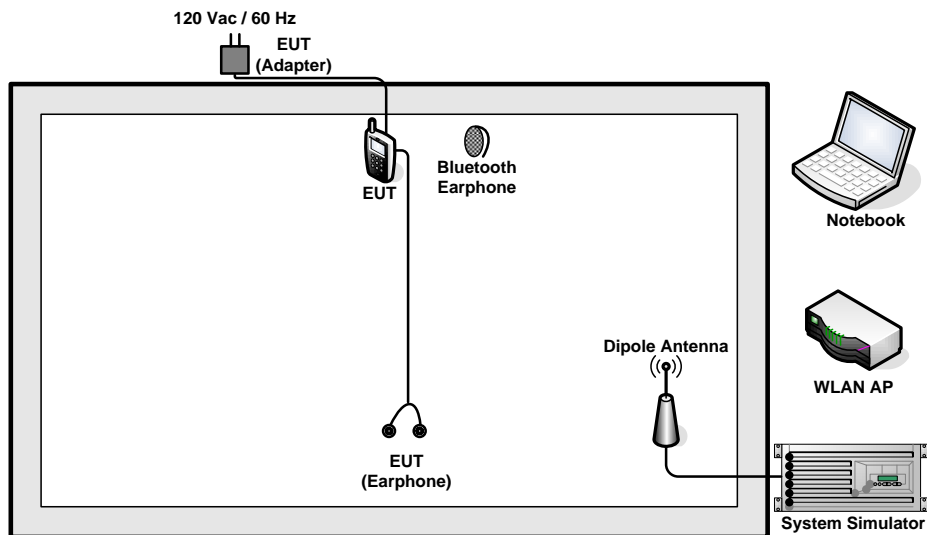 120 Vac / 60 Hz
EUT
(Adapter)
EUT
Bluetooth
Earphone
Notebook
Dipole Antenna
WLAN AP
EUT
(Earphone)
System Simulator